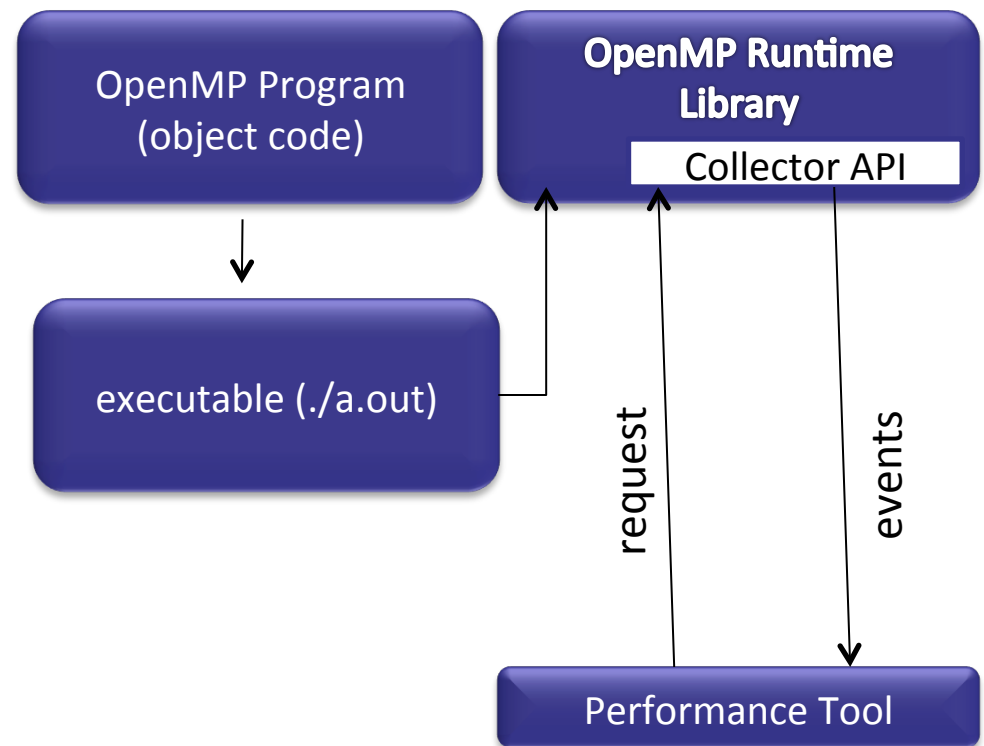 OpenMP Program
(object code)
OpenMP Runtime
Library
Collector API
executable (./a.out)
request
events
Performance Tool